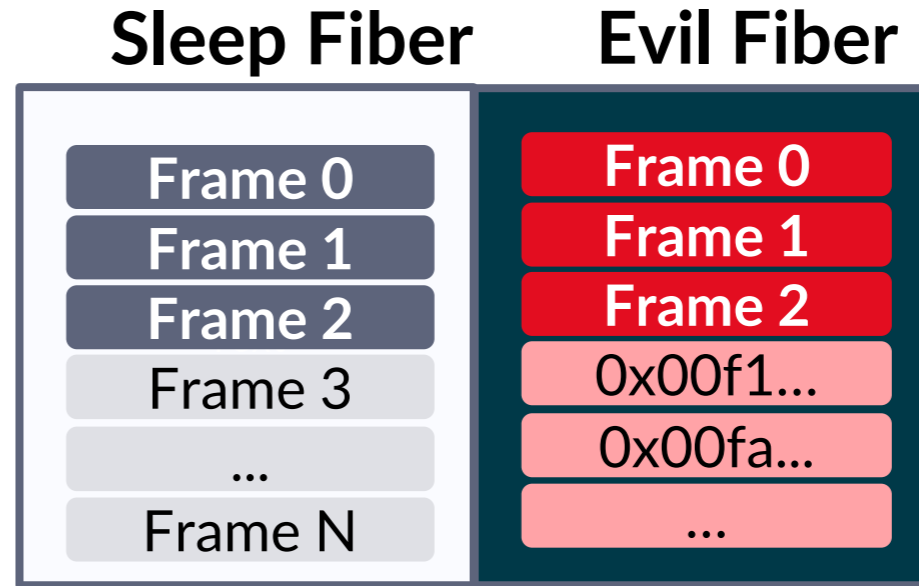 Sleep Fiber
Frame 0
Frame 1
Frame 2
Frame 3
...
Frame N
Evil Fiber
Frame 0
Frame 1
Frame 2
0x00f1...
0x00fa...
...